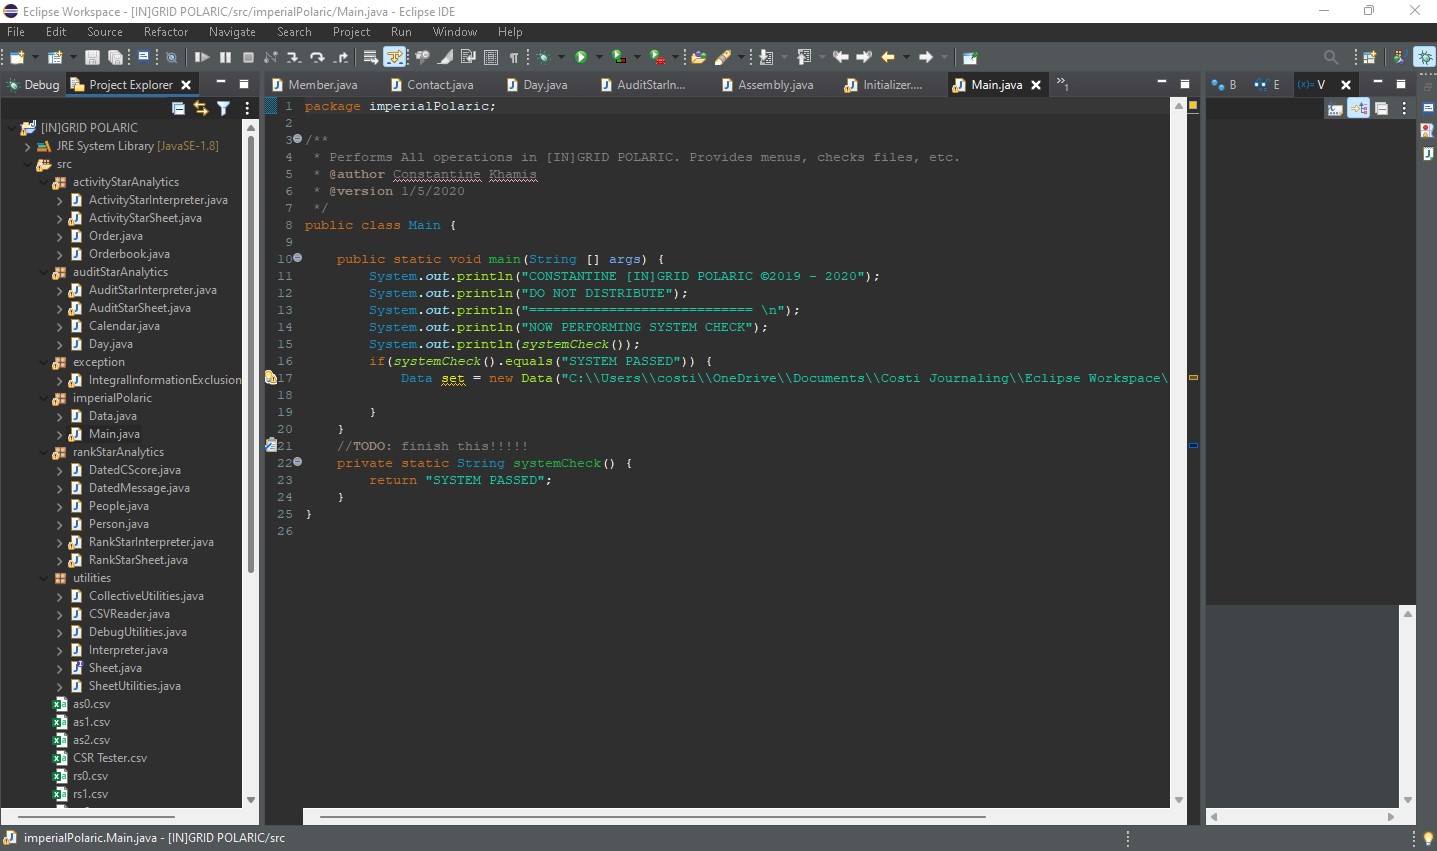 Eclipse Workspace - [IN]GRID POLARIC/src/imperialPolaric/Main.java - Eclipse IDE
File Edit Source Refactor Navigate Search Project Run Window Help
Debug Project Explorer
Member.java Contact.java Day.java AuditStarIn... Assembly.java Initializer.... Main.java »1
B E (x)= V
[IN]GRID POLARIC
JRE System Library [JavaSE-1.8]
src
activityStarAnalytics
ActivityStarInterpreter.java
ActivityStarSheet.java
Order.java
Orderbook.java
auditStarAnalytics
AuditStarInterpreter.java
AuditStarSheet.java
Calendar.java
Day.java
exception
IntegralInformationExclusion
imperialPolaric
Data.java
Main.java
rankStarAnalytics
DatedCScore.java
DatedMessage.java
People.java
Person.java
RankStarInterpreter.java
RankStarSheet.java
utilities
CollectiveUtilities.java
CSVReader.java
DebugUtilities.java
Interpreter.java
Sheet.java
SheetUtilities.java
as0.csv
as1.csv
as2.csv
CSR Tester.csv
rs0.csv
rs1.csv
1 package imperialPolaric;
2
3 /**
4 * Performs All operations in [IN]GRID POLARIC. Provides menus, checks files, etc.
5 * @author Constantine Khamis
6 * @version 1/5/2020
7 */
8 public class Main {
9
10 public static void main(String [] args) {
11 System.out.println("CONSTANTINE [IN]GRID POLARIC ©2019 - 2020");
12 System.out.println("DO NOT DISTRIBUTE");
13 System.out.println("============================ \n");
14 System.out.println("NOW PERFORMING SYSTEM CHECK");
15 System.out.println(systemCheck());
16 if(systemCheck().equals("SYSTEM PASSED")) {
17 Data set = new Data("C:\\Users\\costi\\OneDrive\\Documents\\Costi Journaling\\Eclipse Workspace\
18
19 }
20 }
21 //TODO: finish this!!!!!
22 private static String systemCheck() {
23 return "SYSTEM PASSED";
24 }
25 }
26
imperialPolaric.Main.java - [IN]GRID POLARIC/src